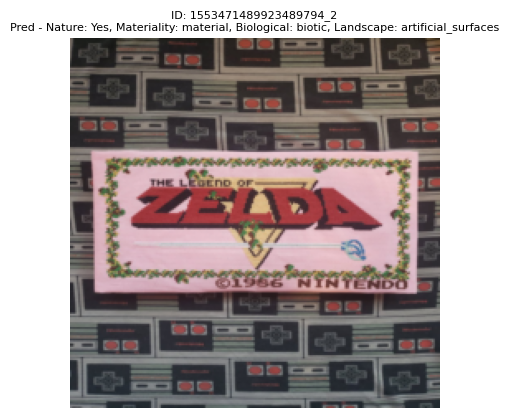 ID: 1553471489923489794_2
Pred - Nature: Yes, Materiality: material, Biological: biotic, Landscape: artificial_surfaces
THE LEGEND OF
ZELDA
©1986 NINTENDO